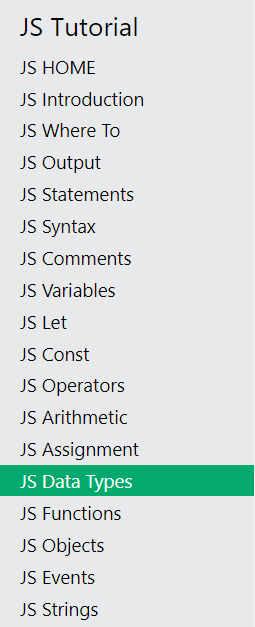 JS Tutorial
JS HOME
JS Introduction
JS Where To
JS Output
JS Statements
JS Syntax
JS Comments
JS Variables
JS Let
JS Const
JS Operators
JS Arithmetic
JS Assignment
JS Data Types
JS Functions
JS Objects
JS Events
JS Strings